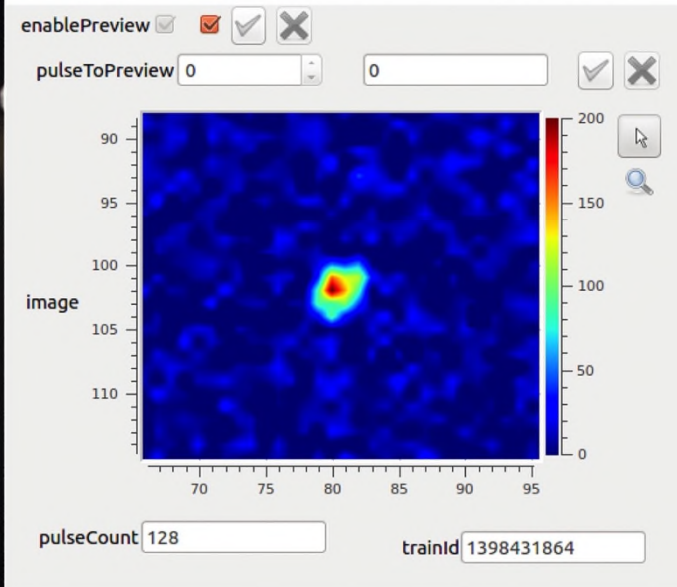 enablePreview
pulseToPreview 0 0
200
90
150
95
100
100
image
105
50
110
0
70 75 80 85 90 95
pulseCount 128
trainId 1398431864